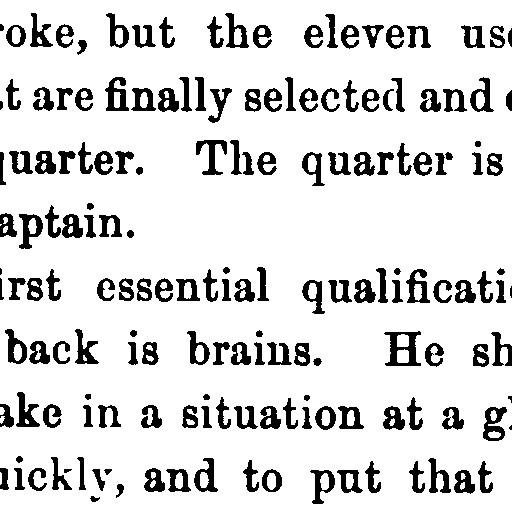 roke, but the eleven us
t are finally selected and
quarter. The quarter is
aptain.
irst essential qualificati
back is brains. He sh
ake in a situation at a gl
uickly, and to put that